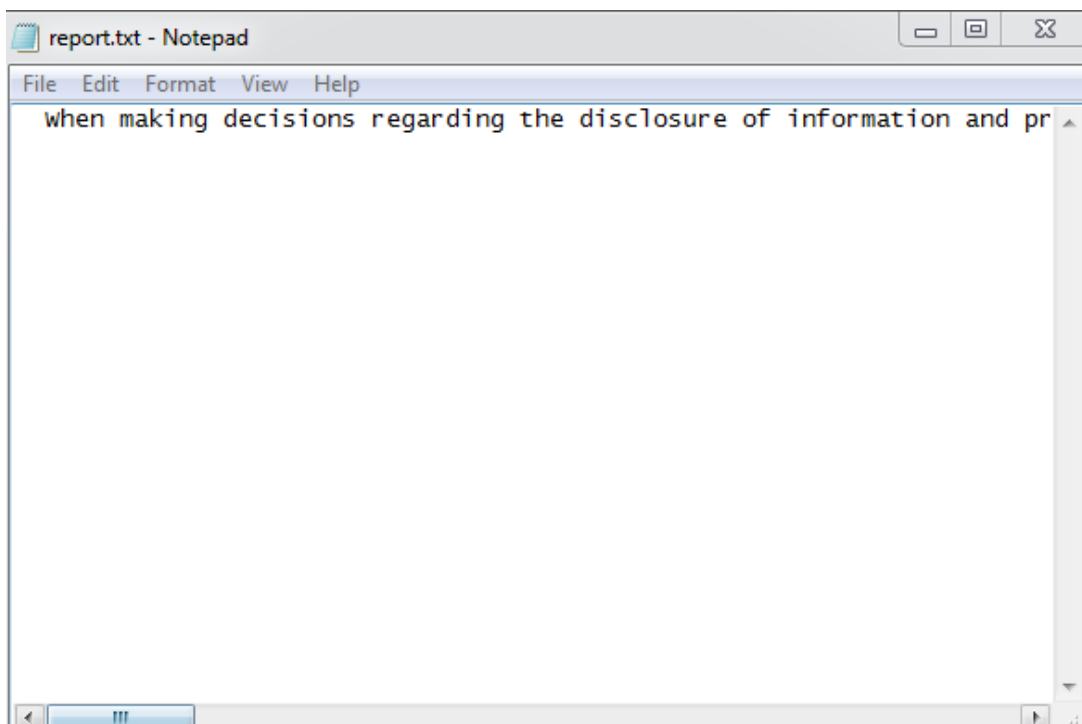 report.txt - Notepad
File Edit Format View Help
When making decisions regarding the disclosure of information and pr